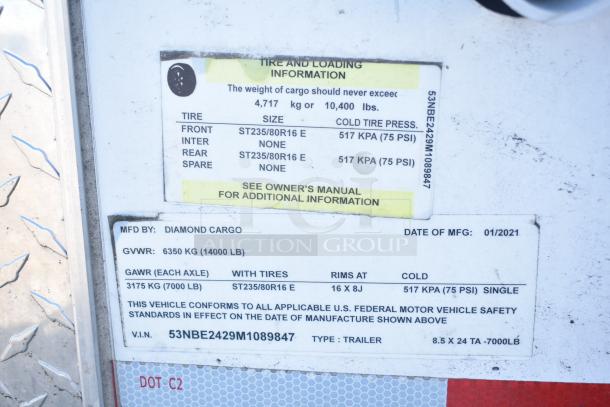 TIRE AND LOADING
INFORMATION
The weight of cargo should never exceed
4,717 kg or 10,400 lbs.
TIRE SIZE COLD TIRE PRESS.
FRONT ST235/80R16 E 517 KPA (75 PSI)
INTER NONE
REAR ST235/80R16 E 517 KPA (75 PSI)
SPARE NONE
SEE OWNER'S MANUAL
FOR ADDITIONAL INFORMATION
53NBE2429M1089847
rci
AUCTION GROUP
MFD BY: DIAMOND CARGO DATE OF MFG: 01/2021
GVWR: 6350 KG (14000 LB)
GAWR (EACH AXLE) WITH TIRES RIMS AT COLD
3175 KG (7000 LB) ST235/80R16 E 16 X 8J 517 KPA (75 PSI) SINGLE
THIS VEHICLE CONFORMS TO ALL APPLICABLE U.S. FEDERAL MOTOR VEHICLE SAFETY
STANDARDS IN EFFECT ON THE DATE OF MANUFACTURE SHOWN ABOVE
V.I.N. 53NBE2429M1089847 TYPE : TRAILER 8.5 X 24 TA -7000LB
DOT C2